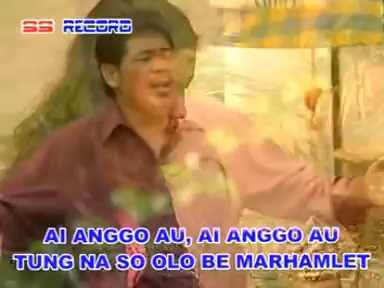 SS RECORD
AI ANGGO AU, AI ANGGO AU
TUNG NA SO OLO BE MARHAMLET